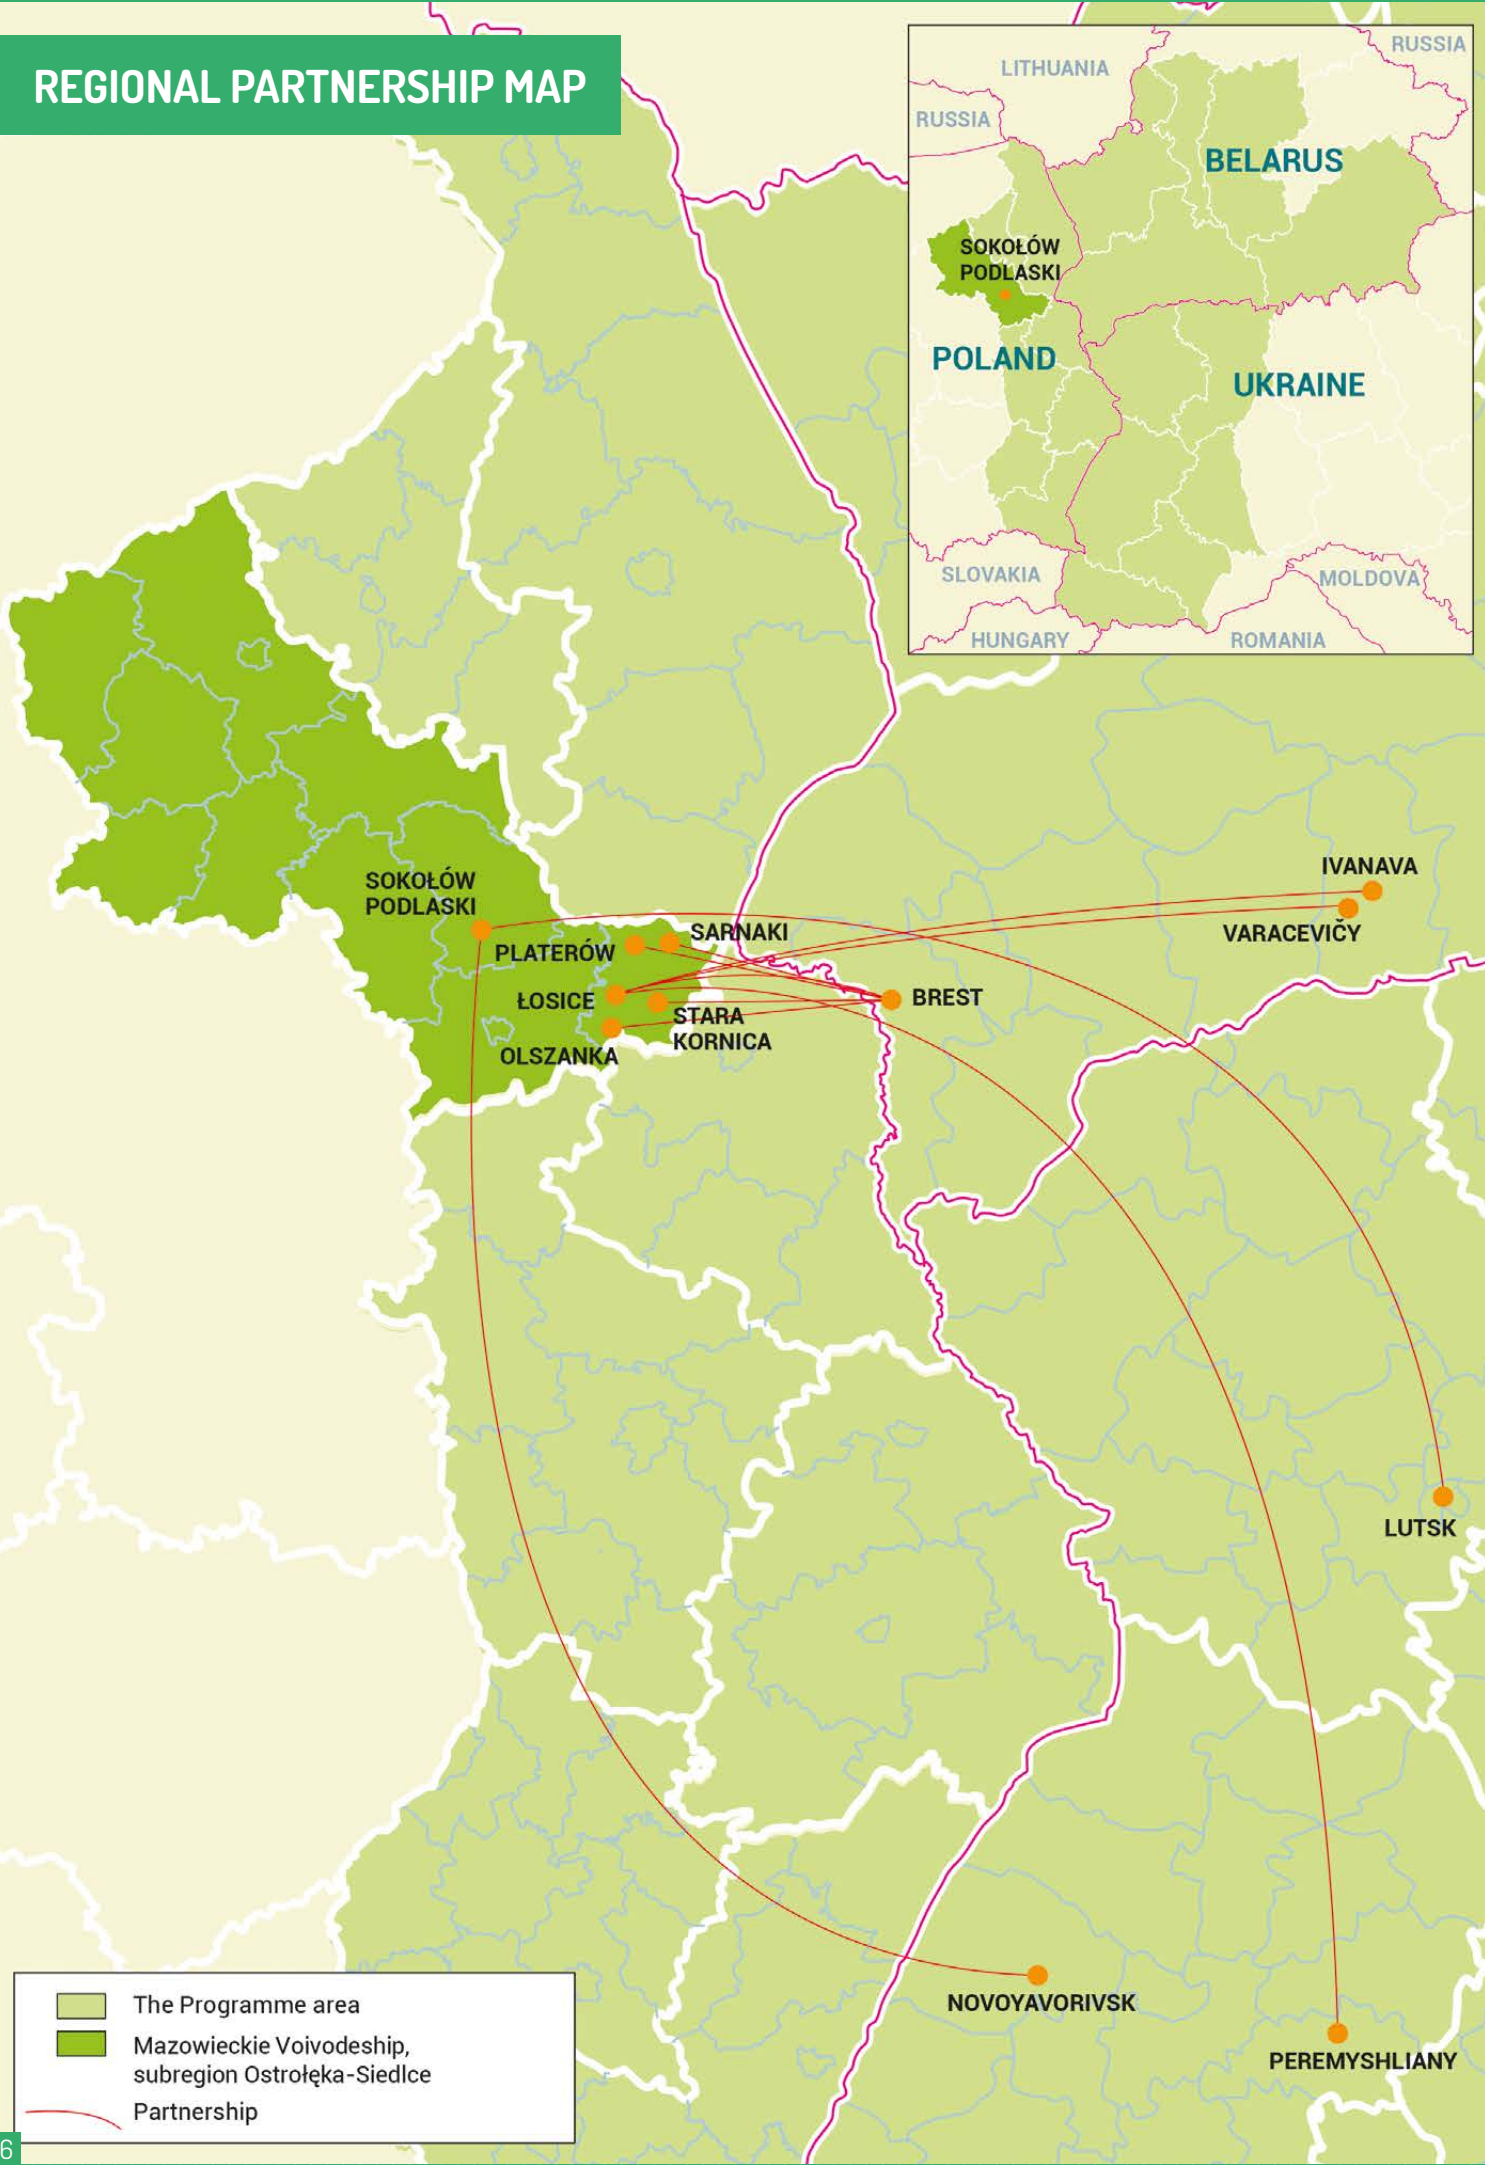 REGIONAL PARTNERSHIP MAP
LITHUANIA
RUSSIA
RUSSIA
BELARUS
SOKOŁÓW
PODLASKI
POLAND
UKRAINE
SLOVAKIA
MOLDOVA
HUNGARY
ROMANIA
IVANAVA
SOKOŁÓW
PODLASKI
VARACEVIČY
SARNAKI
PLATERÓW
ŁOSICE
BREST
STARA
KORNICA
OLSZANKA
LUTSK
NOVOYAVORIVSK
PEREMYSHLIANY
The Programme area
Mazowieckie Voivodeship,
subregion Ostrołęka-Siedlce
Partnership
6